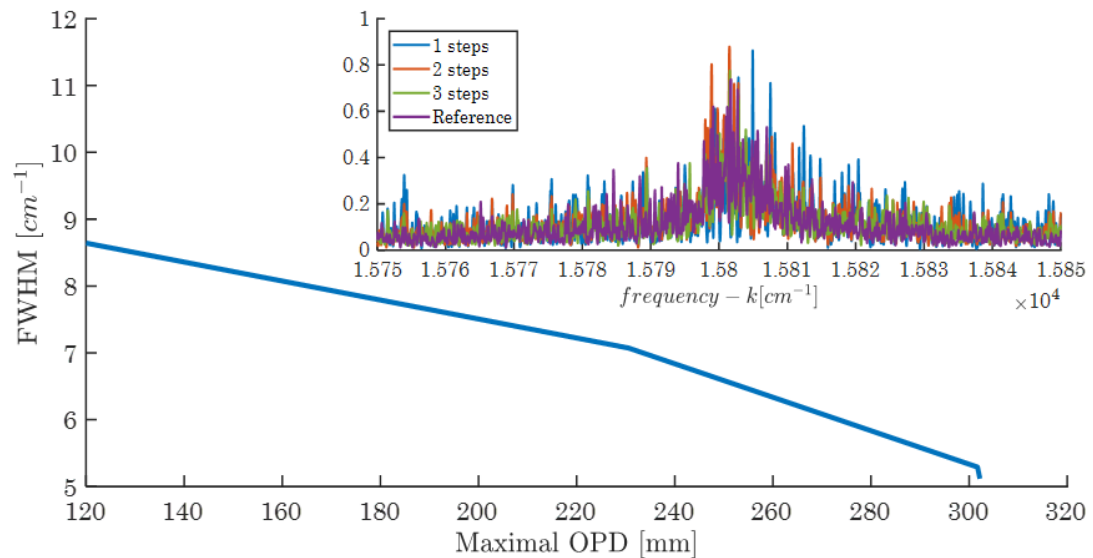 12
11
10
9
8
7
6
5
FWHM [cm⁻¹]
120 140 160 180 200 220 240 260 280 300 320
Maximal OPD [mm]
1
0.8
0.6
0.4
0.2
0
1 steps
2 steps
3 steps
Reference
1.575 1.576 1.577 1.578 1.579 1.58 1.581 1.582 1.583 1.584 1.585
frequency − k[cm⁻¹]
×10⁴